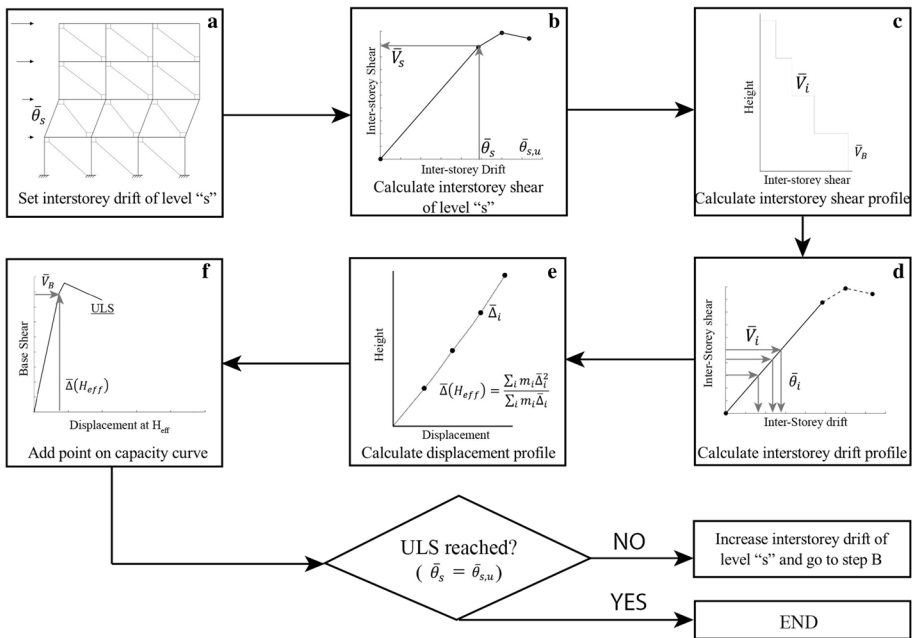 a
θ̄s
Set interstorey drift of level “s”
b
Inter-storey Shear
V̄s
θ̄s
θ̄s,u
Inter-storey Drift
Calculate interstorey shear
of level “s”
c
Height
V̄i
V̄B
Inter-storey shear
Calculate interstorey shear profile
d
Inter-Storey shear
V̄i
θ̄i
Inter-Storey drift
Calculate interstorey drift profile
e
Height
Δ̄i
Δ̄(Heff) = ∑i miΔ̄i² / ∑i miΔ̄i
Displacement
Calculate displacement profile
f
V̄B
ULS
Base Shear
Δ̄(Heff)
Displacement at Heff
Add point on capacity curve
ULS reached?
( θ̄s = θ̄s,u)
NO
Increase interstorey drift of
level “s” and go to step B
YES
END